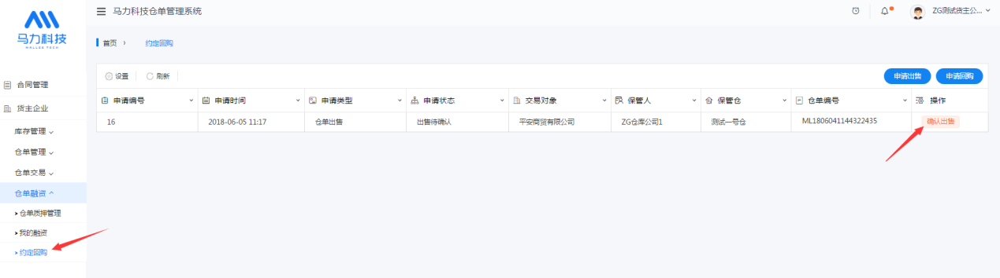 马力科技
MALLEE TECH
马力科技仓单管理系统
ZG测试货主公...
首页 > 约定回购
合同管理
货主企业
库存管理
仓单管理
仓单交易
仓单融资
仓单质押管理
我的融资
约定回购
设置 刷新 申请出售 申请回购
申请编号 申请时间 申请类型 申请状态 交易对象 保管人 保管仓 仓单编号 操作
16 2018-06-05 11:17 仓单出售 出售待确认 平安商贸有限公司 ZG仓库公司1 测试一号仓 ML1806041144322435 确认出售